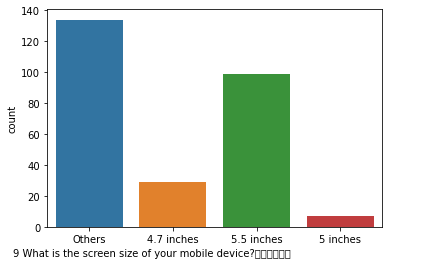 140
120
100
80
60
40
20
0
count
Others 4.7 inches 5.5 inches 5 inches
9 What is the screen size of your mobile device?